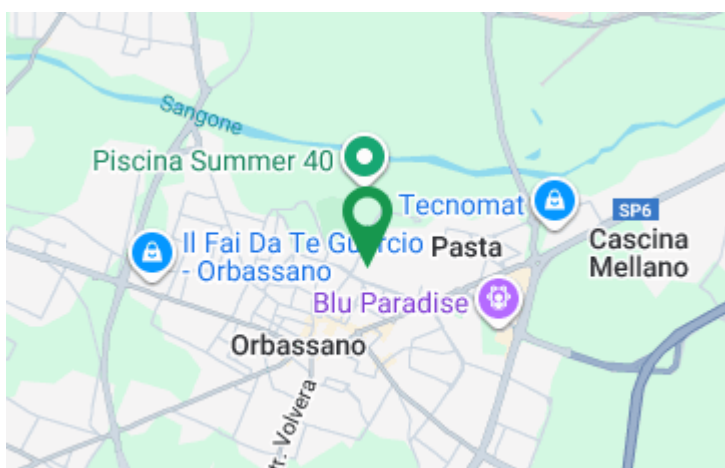 Sangone
Piscina Summer 40
Tecnomat
SP6
Il Fai Da Te Guercio
- Orbassano
Pasta
Cascina
Mellano
Blu Paradise
Orbassano
tr. Volvera